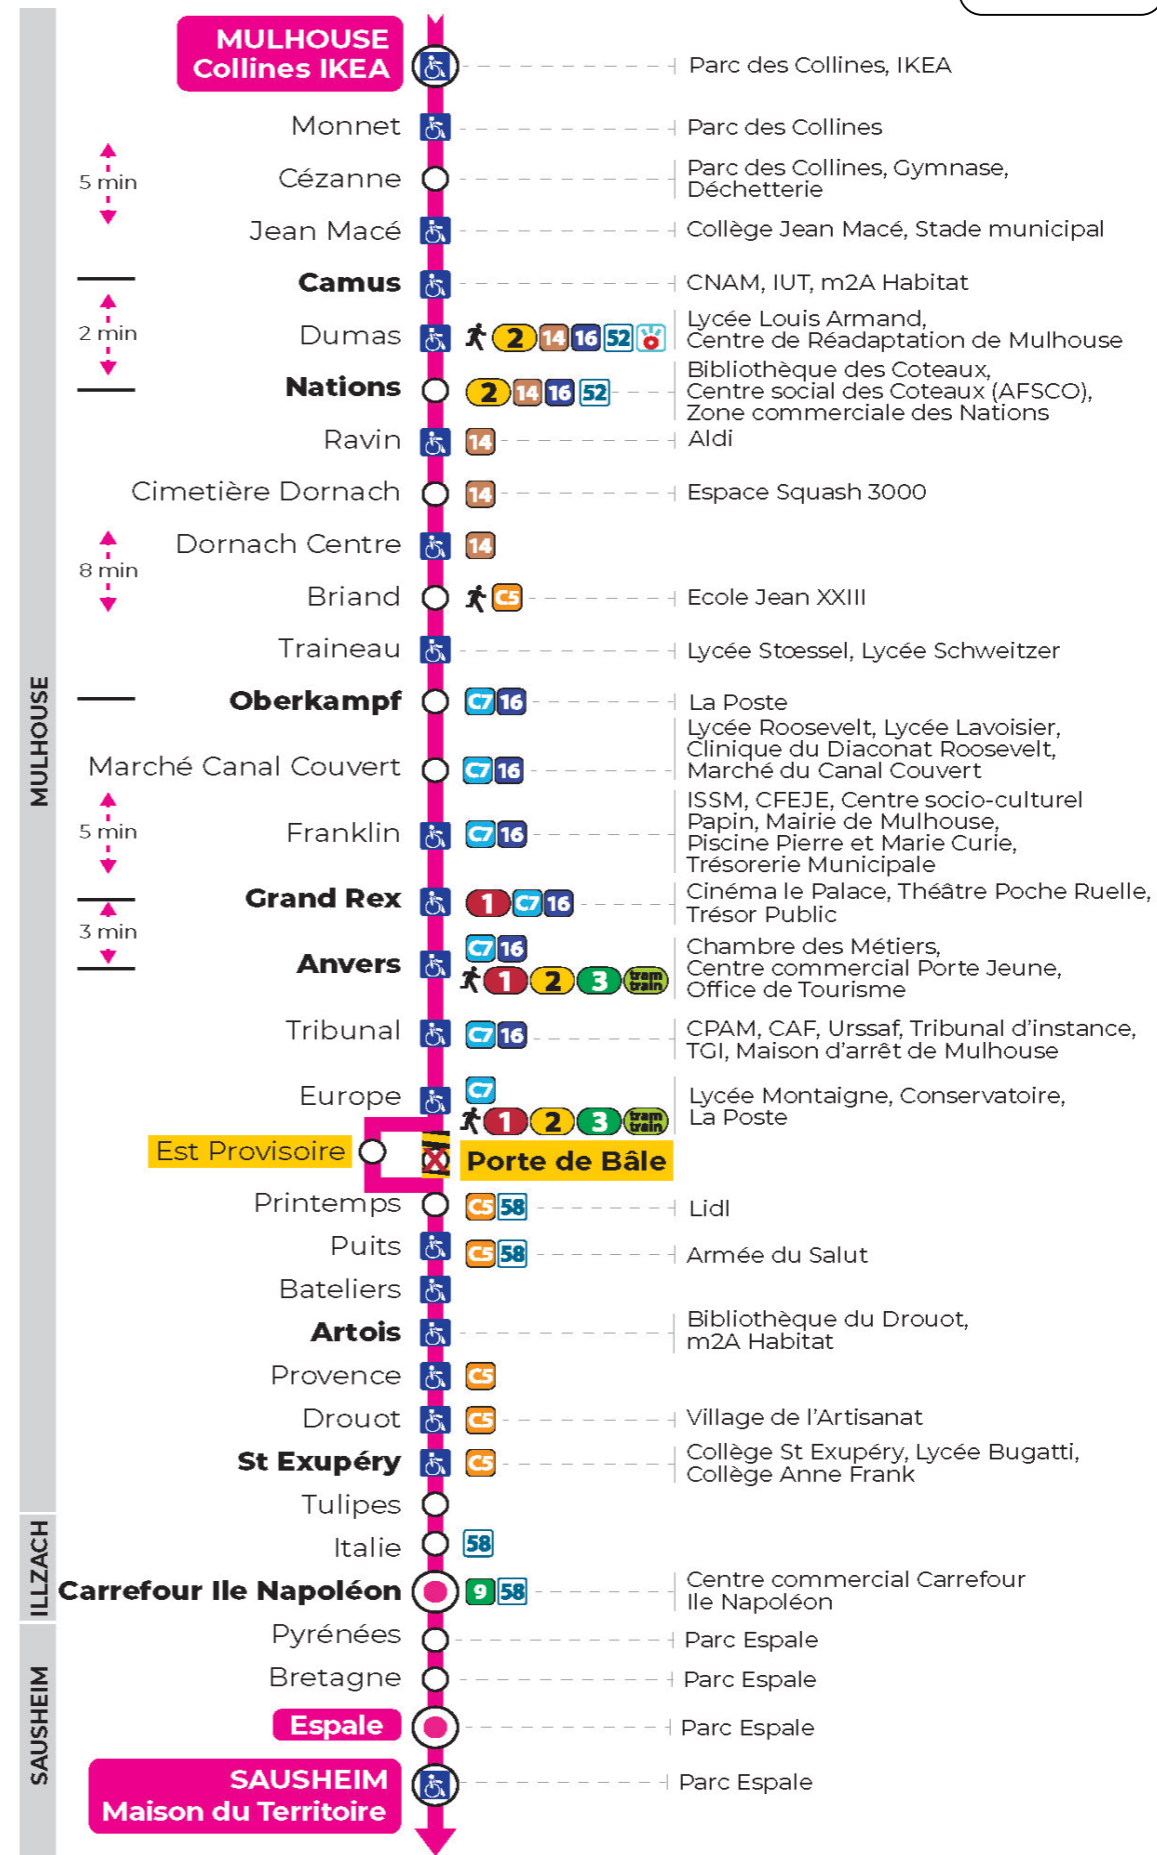 MULHOUSE
Collines IKEA
Parc des Collines, IKEA
Monnet
Parc des Collines
5 min
Cézanne
Parc des Collines, Gymnase,
Déchetterie
Jean Macé
Collège Jean Macé, Stade municipal
Camus
CNAM, IUT, m2A Habitat
2 min
Dumas
2 14 16 52
Lycée Louis Armand,
Centre de Réadaptation de Mulhouse
Nations
2 14 16 52
Bibliothèque des Coteaux,
Centre social des Coteaux (AFSCO),
Zone commerciale des Nations
Ravin
14
Aldi
Cimetière Dornach
14
Espace Squash 3000
Dornach Centre
14
8 min
Briand
C5
Ecole Jean XXIII
Traineau
Lycée Stœssel, Lycée Schweitzer
Oberkampf
C7 16
La Poste
Marché Canal Couvert
C7 16
Lycée Roosevelt, Lycée Lavoisier,
Clinique du Diaconat Roosevelt,
Marché du Canal Couvert
5 min
Franklin
C7 16
ISSM, CFEJE, Centre socio-culturel
Papin, Mairie de Mulhouse,
Piscine Pierre et Marie Curie,
Trésorerie Municipale
Grand Rex
1 C7 16
Cinéma le Palace, Théâtre Poche Ruelle,
Trésor Public
3 min
Anvers
C7 16
1 2 3 tram train
Chambre des Métiers,
Centre commercial Porte Jeune,
Office de Tourisme
Tribunal
C7 16
CPAM, CAF, Urssaf, Tribunal d'instance,
TGI, Maison d'arrêt de Mulhouse
Europe
C7
1 2 3 tram train
Lycée Montaigne, Conservatoire,
La Poste
Est Provisoire
Porte de Bâle
Printemps
C5 58
Lidl
Puits
C5 58
Armée du Salut
Bateliers
Artois
Bibliothèque du Drouot,
m2A Habitat
Provence
C5
Drouot
C5
Village de l'Artisanat
St Exupéry
C5
Collège St Exupéry, Lycée Bugatti,
Collège Anne Frank
Tulipes
Italie
58
Carrefour Ile Napoléon
9 58
Centre commercial Carrefour
Ile Napoléon
Pyrénées
Parc Espale
Bretagne
Parc Espale
Espale
Parc Espale
SAUSHEIM
Maison du Territoire
Parc Espale
MULHOUSE
ILLZACH
SAUSHEIM